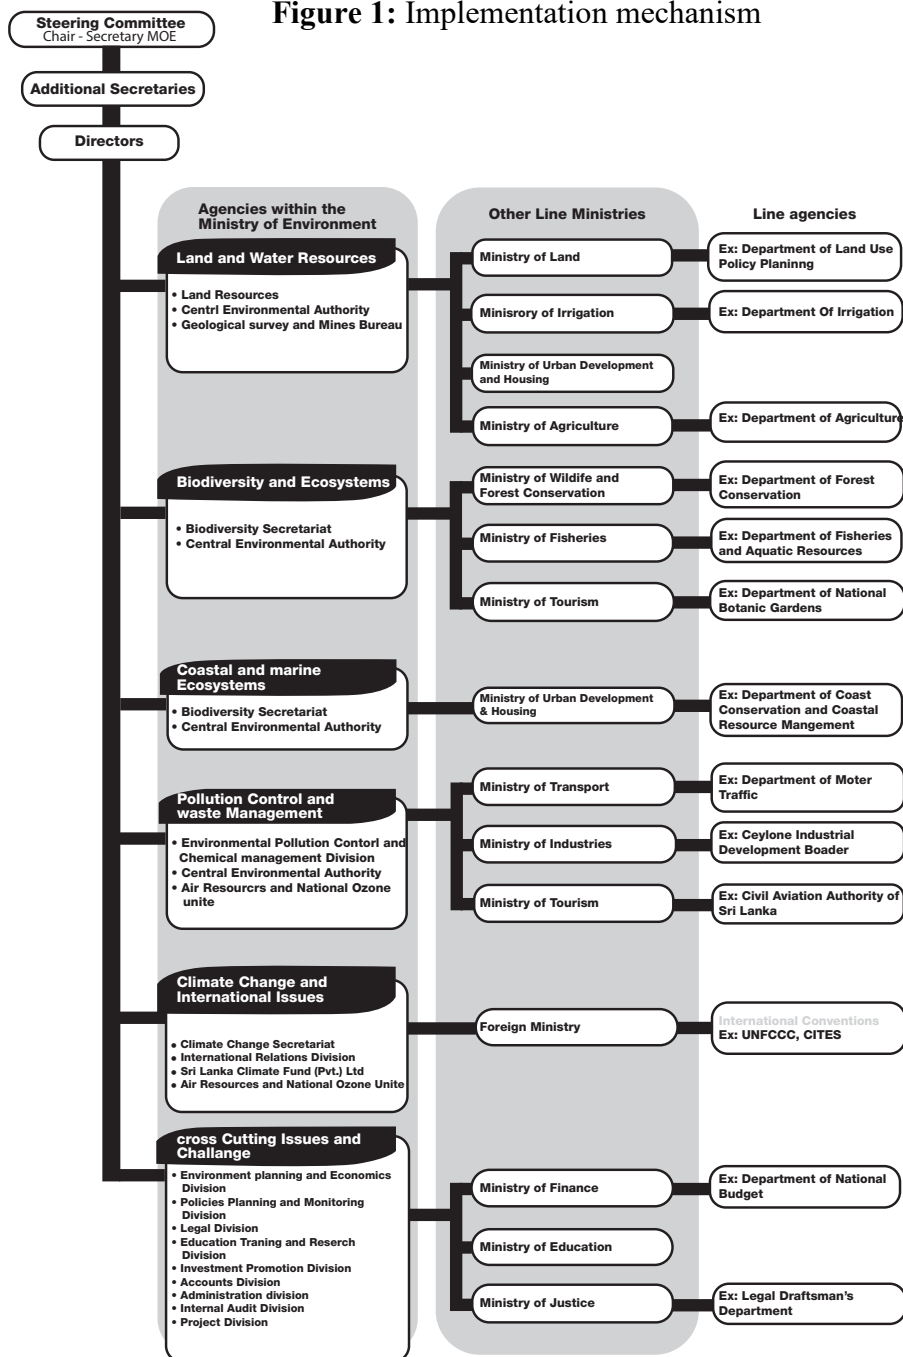 Figure 1: Implementation mechanism
Steering Committee
Chair - Secretary MOE
Additional Secretaries
Directors
Agencies within the
Ministry of Environment
Other Line Ministries
Line agencies
Land and Water Resources
• Land Resources
• Centrl Environmental Authority
• Geological survey and Mines Bureau
Ministry of Land
Ex: Department of Land Use
Policy Planinng
Minisrory of Irrigation
Ex: Department Of Irrigation
Ministry of Urban Development
and Housing
Ministry of Agriculture
Ex: Department of Agriculture
Biodiversity and Ecosystems
• Biodiversity Secretariat
• Central Environmental Authority
Ministry of Wildife and
Forest Conservation
Ex: Department of Forest
Conservation
Ministry of Fisheries
Ex: Department of Fisheries
and Aquatic Resources
Ministry of Tourism
Ex: Department of National
Botanic Gardens
Coastal and marine
Ecosystems
• Biodiversity Secretariat
• Central Environmental Authority
Ministry of Urban Development
& Housing
Ex: Department of Coast
Conservation and Coastal
Resource Mangement
Pollution Control and
waste Management
• Environmental Pollution Contorl and
Chemical management Division
• Central Environmental Authority
• Air Resourcrs and National Ozone
unite
Ministry of Transport
Ex: Department of Moter
Traffic
Ministry of Industries
Ex: Ceylone Industrial
Development Boader
Ministry of Tourism
Ex: Civil Aviation Authority of
Sri Lanka
Climate Change and
International Issues
• Climate Change Secretariat
• International Relations Division
• Sri Lanka Climate Fund (Pvt.) Ltd
• Air Resources and National Ozone Unite
Foreign Ministry
International Conventions
Ex: UNFCCC, CITES
cross Cutting Issues and
Challange
• Environment planning and Economics
Division
• Policies Planning and Monitoring
Division
• Legal Division
• Education Traning and Reserch
Division
• Investment Promotion Division
• Accounts Division
• Administration division
• Internal Audit Division
• Project Division
Ministry of Finance
Ex: Department of National
Budget
Ministry of Education
Ministry of Justice
Ex: Legal Draftsman's
Department